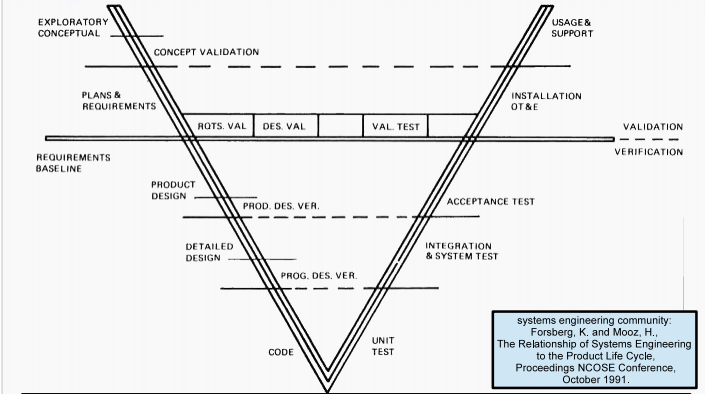 EXPLORATORY
CONCEPTUAL
USAGE &
SUPPORT
CONCEPT VALIDATION
PLANS &
REQUIREMENTS
INSTALLATION
OT & E
RQTS. VAL
DES. VAL
VAL. TEST
VALIDATION
VERIFICATION
REQUIREMENTS
BASELINE
PRODUCT
DESIGN
PROD. DES. VER.
ACCEPTANCE TEST
DETAILED
DESIGN
INTEGRATION
& SYSTEM TEST
PROG. DES. VER.
CODE
UNIT
TEST
systems engineering community:
Forsberg, K. and Mooz, H.,
The Relationship of Systems Engineering
to the Product Life Cycle,
Proceedings NCOSE Conference,
October 1991.